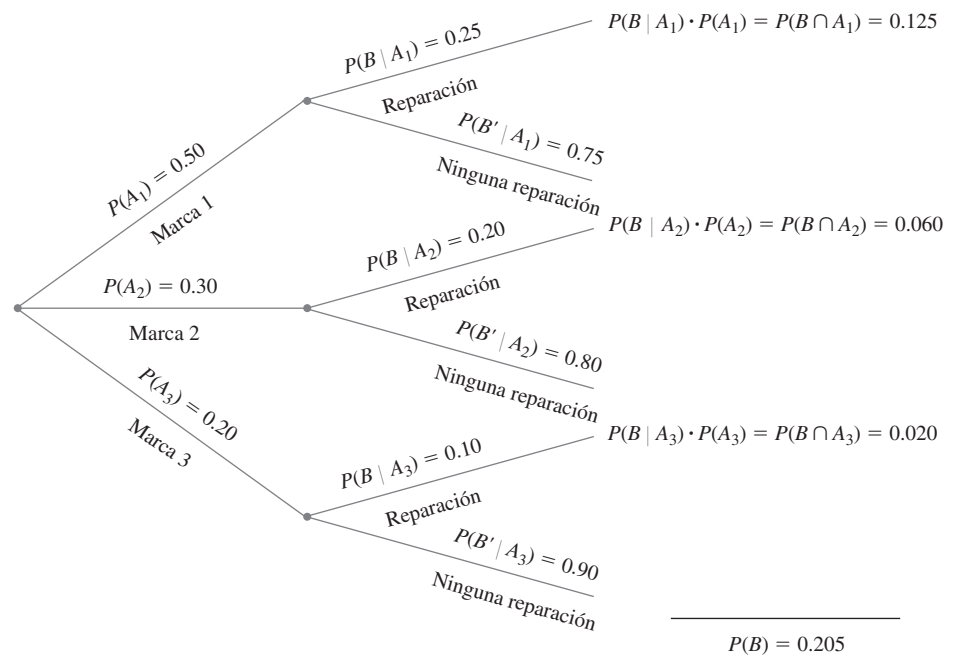 P(B | A₁) · P(A₁) = P(B ∩ A₁) = 0.125
P(B | A₁) = 0.25
Reparación
P(B′ | A₁) = 0.75
Ninguna reparación
P(A₁) = 0.50
Marca 1
P(B | A₂) · P(A₂) = P(B ∩ A₂) = 0.060
P(B | A₂) = 0.20
Reparación
P(A₂) = 0.30
Marca 2
P(B′ | A₂) = 0.80
Ninguna reparación
P(A₃) = 0.20
Marca 3
P(B | A₃) · P(A₃) = P(B ∩ A₃) = 0.020
P(B | A₃) = 0.10
Reparación
P(B′ | A₃) = 0.90
Ninguna reparación
P(B) = 0.205